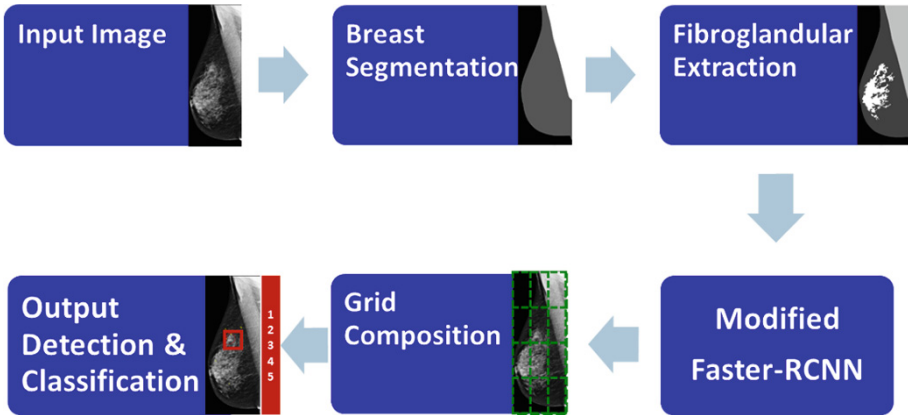 Input Image
Breast
Segmentation
Fibroglandular
Extraction
Modified
Faster-RCNN
Grid
Composition
Output
Detection &
Classification
1
2
3
4
5